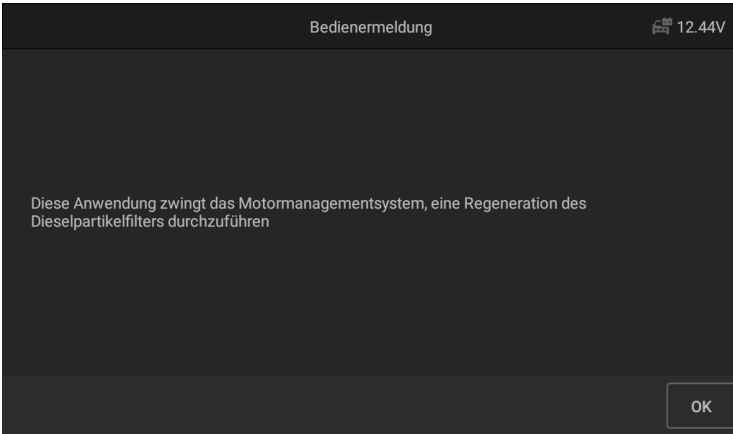 Bedienermeldung
12.44V
Diese Anwendung zwingt das Motormanagementsystem, eine Regeneration des
Dieselpartikelfilters durchzuführen
OK